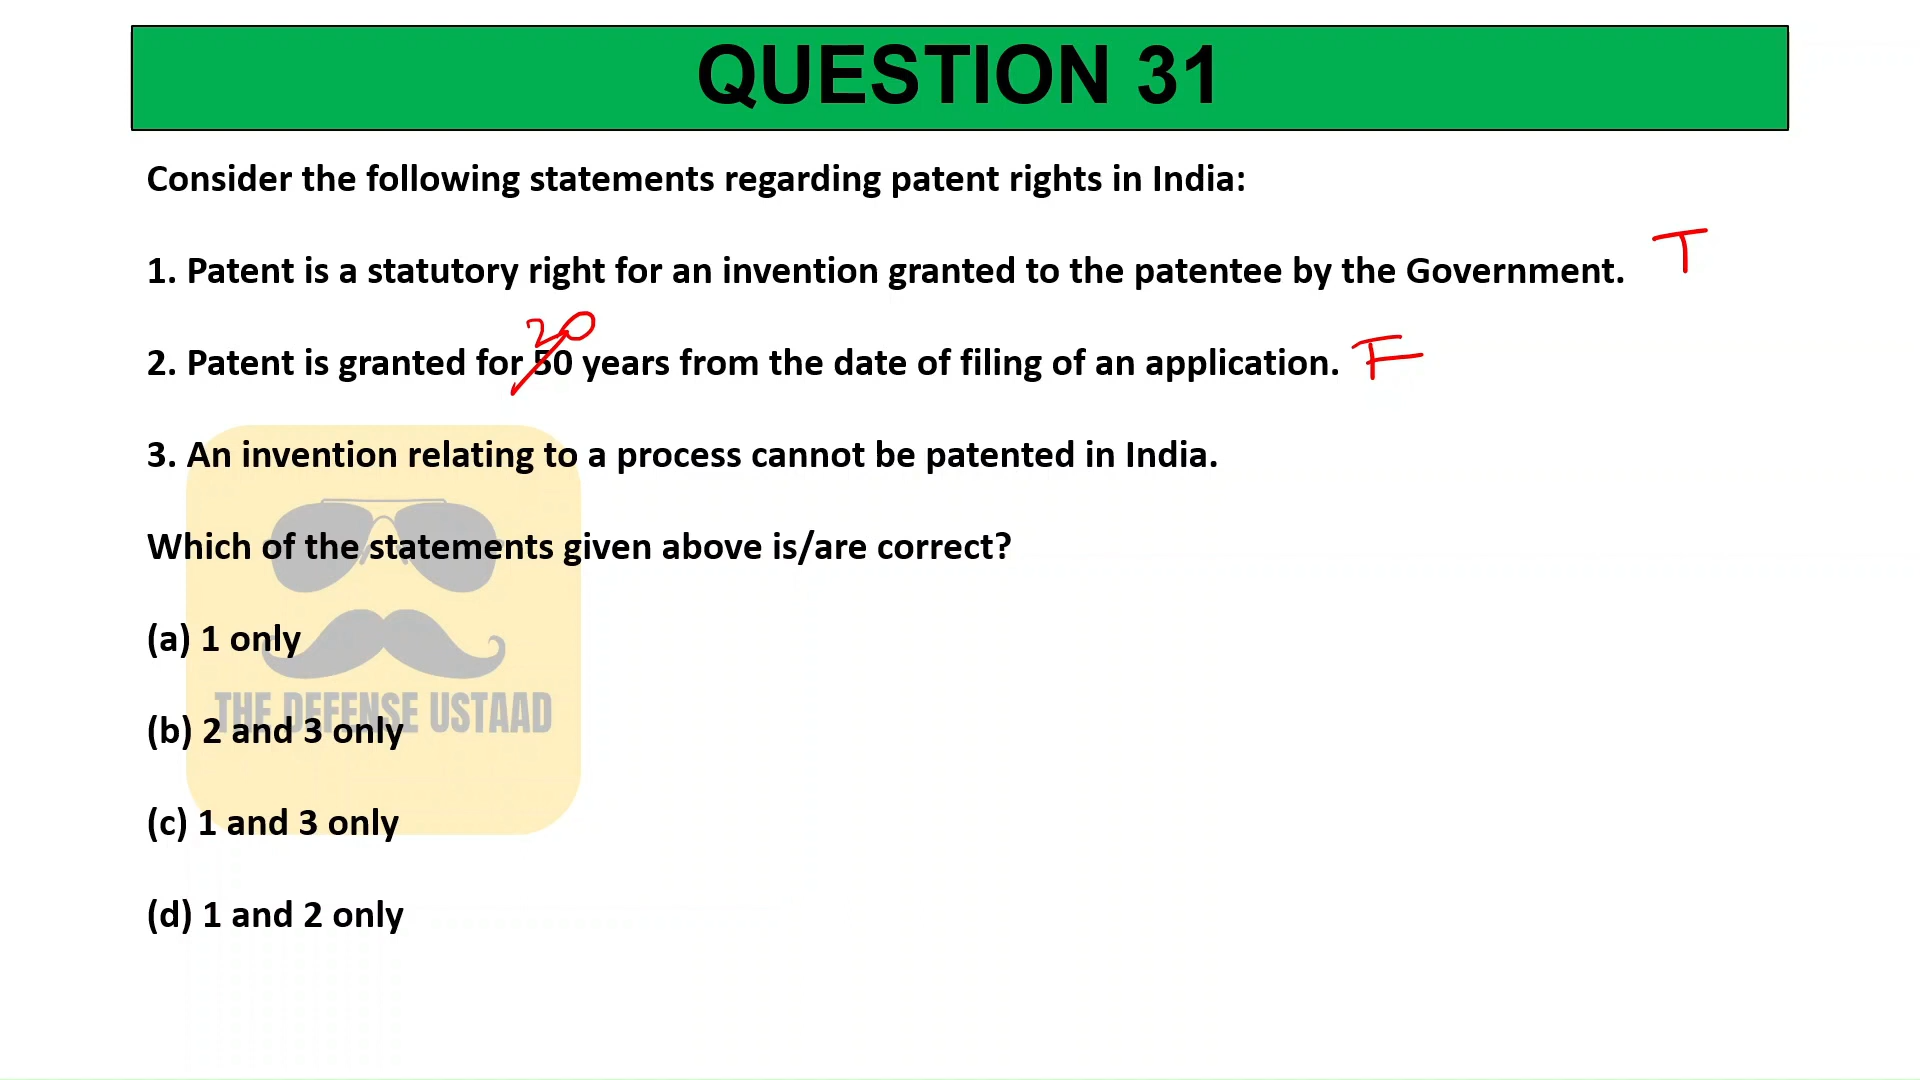 QUESTION 31
Consider the following statements regarding patent rights in India:
1. Patent is a statutory right for an invention granted to the patentee by the Government. T
20
2. Patent is granted for 50 years from the date of filing of an application. F
3. An invention relating to a process cannot be patented in India.
Which of the statements given above is/are correct?
(a) 1 only
THE DEFENSE USTAAD
(b) 2 and 3 only
(c) 1 and 3 only
(d) 1 and 2 only